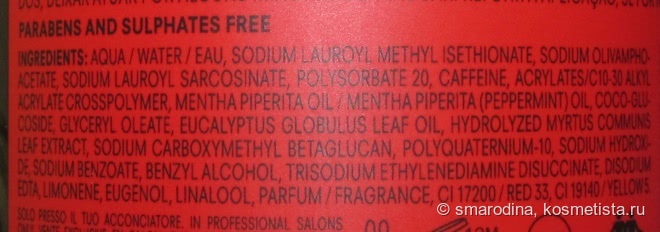 DOS, DEIXAR A
PARABENS AND SULPHATES FREE
INGREDIENTS: AQUA / WATER / EAU, SODIUM LAUROYL METHYL ISETHIONATE, SODIUM OLIVAMPHO-
ACETATE, SODIUM LAUROYL SARCOSINATE, POLYSORBATE 20, CAFFEINE, ACRYLATES/C10-30 ALKYL
ACRYLATE CROSSPOLYMER, MENTHA PIPERITA OIL / MENTHA PIPERITA (PEPPERMINT) OIL, COCO-GLU-
COSIDE, GLYCERYL OLEATE, EUCALYPTUS GLOBULUS LEAF OIL, HYDROLYZED MYRTUS COMMUNIS
LEAF EXTRACT, SODIUM CARBOXYMETHYL BETAGLUCAN, POLYQUATERNIUM-10, SODIUM HYDROXI-
DE, SODIUM BENZOATE, BENZYL ALCOHOL, TRISODIUM ETHYLENEDIAMINE DISUCCINATE, DISODIUM
EDTA, LIMONENE, EUGENOL, LINALOOL, PARFUM / FRAGRANCE, CI 17200 / RED 33, CI 19140 / YELLOW 5.
SOLO PRESSO IL TUO ACCONCIATORE. IN PROFESSIONAL SALONS
12M
© smarodina, kosmetista.ru